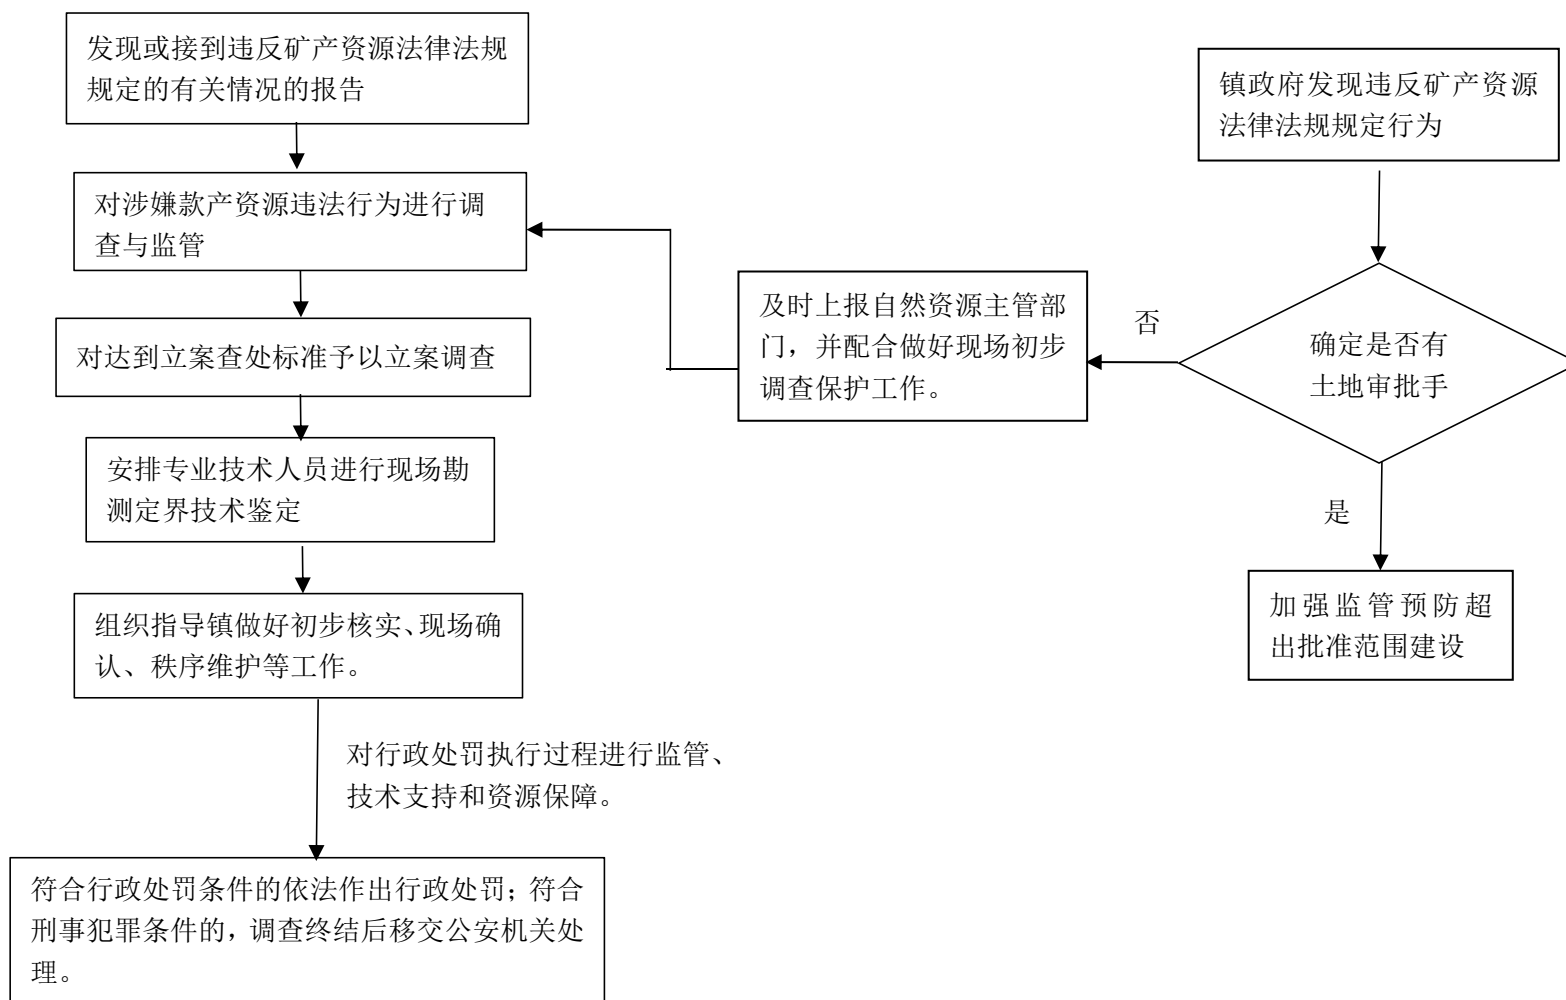 发现或接到违反矿产资源法律法规
规定的有关情况的报告
对涉嫌款产资源违法行为进行调
查与监管
对达到立案查处标准予以立案调查
安排专业技术人员进行现场勘
测定界技术鉴定
组织指导镇做好初步核实、现场确
认、秩序维护等工作。
对行政处罚执行过程进行监管、
技术支持和资源保障。
符合行政处罚条件的依法作出行政处罚；符合
刑事犯罪条件的，调查终结后移交公安机关处
理。
镇政府发现违反矿产资源
法律法规规定行为
确定是否有
土地审批手
否
及时上报自然资源主管部
门，并配合做好现场初步
调查保护工作。
是
加强监管预防超
出批准范围建设